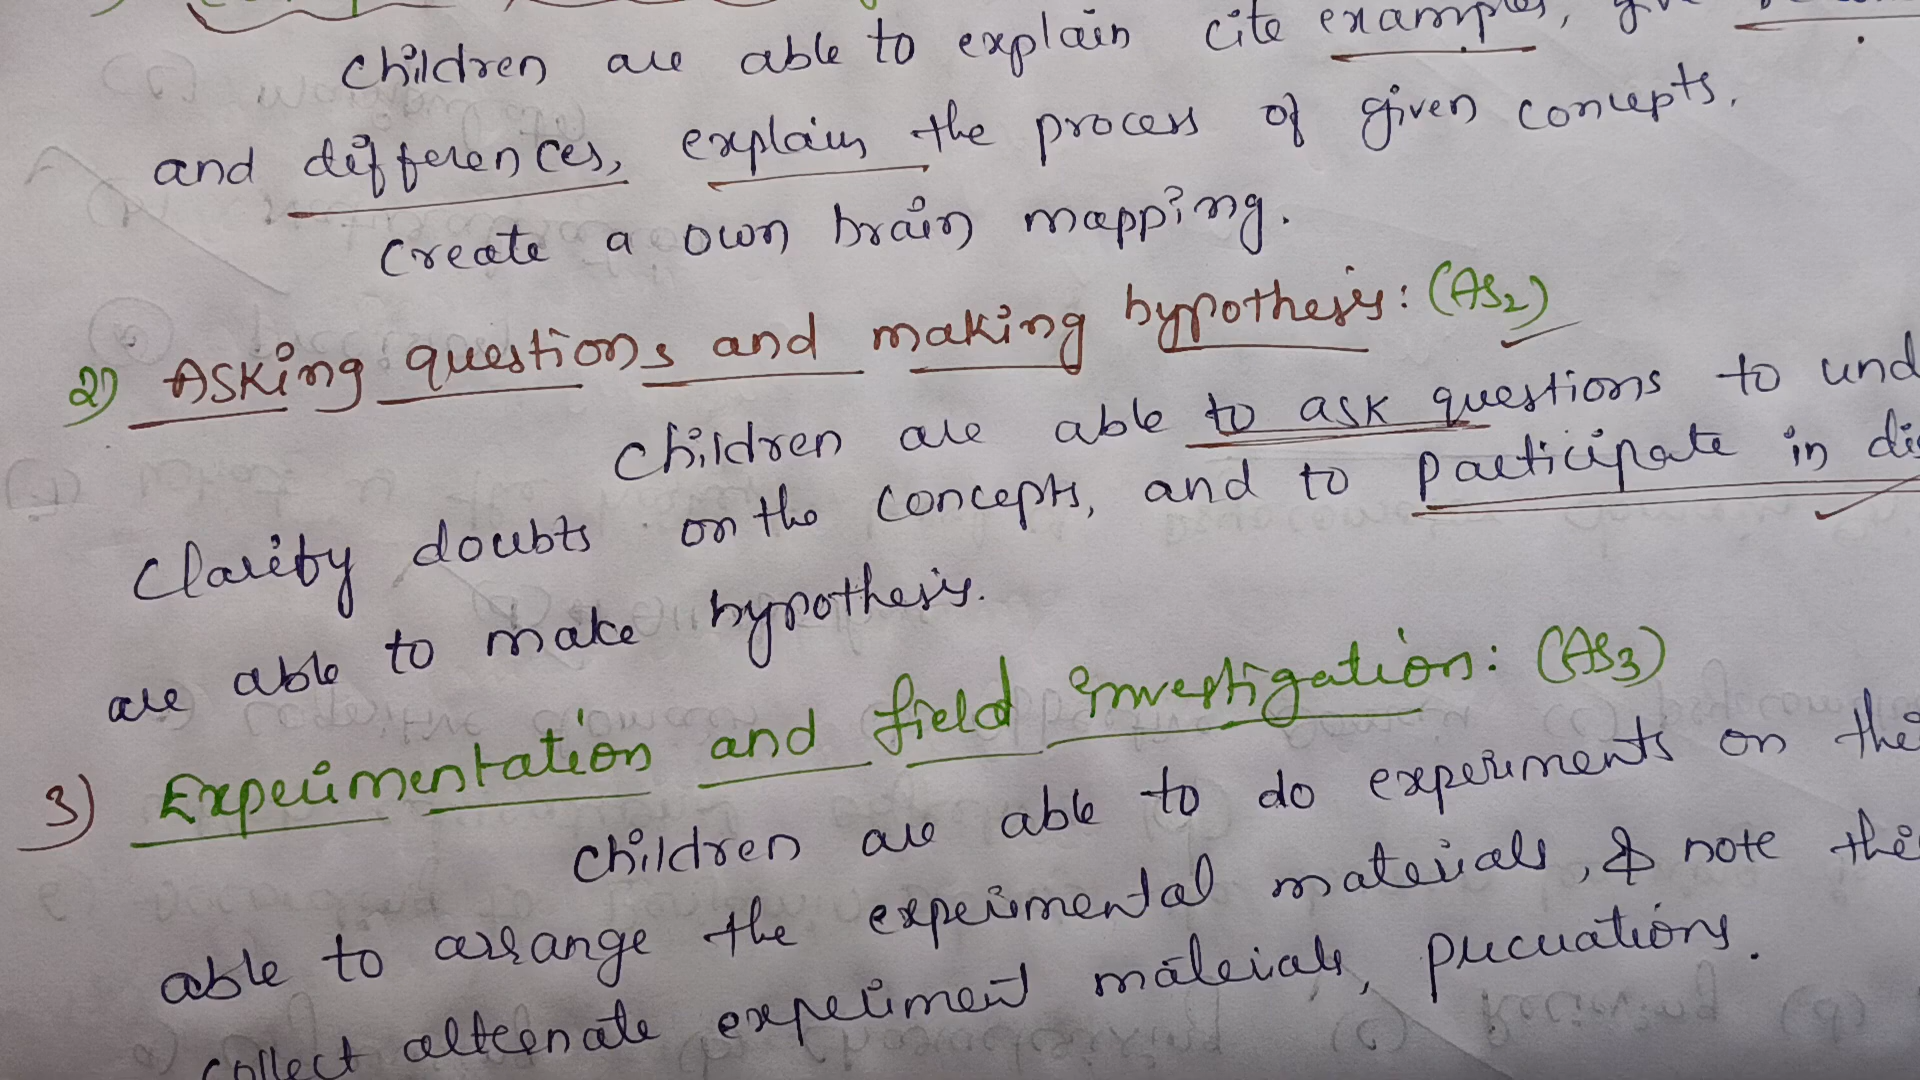 children are able to explain cite examples,
and differences, explain the process of given concepts.
create a own brain mapping.
2) Asking questions and making hypothesis: (AS2)
children are able to ask questions to und
clarity doubts on the concepts, and to participate in dis
are able to make hypothesis.
3) Experimentation and field investigation: (AS3)
children are able to do experiments on the
able to arrange the experimental materials, & note the
collect alternate experiment materials, precuations.